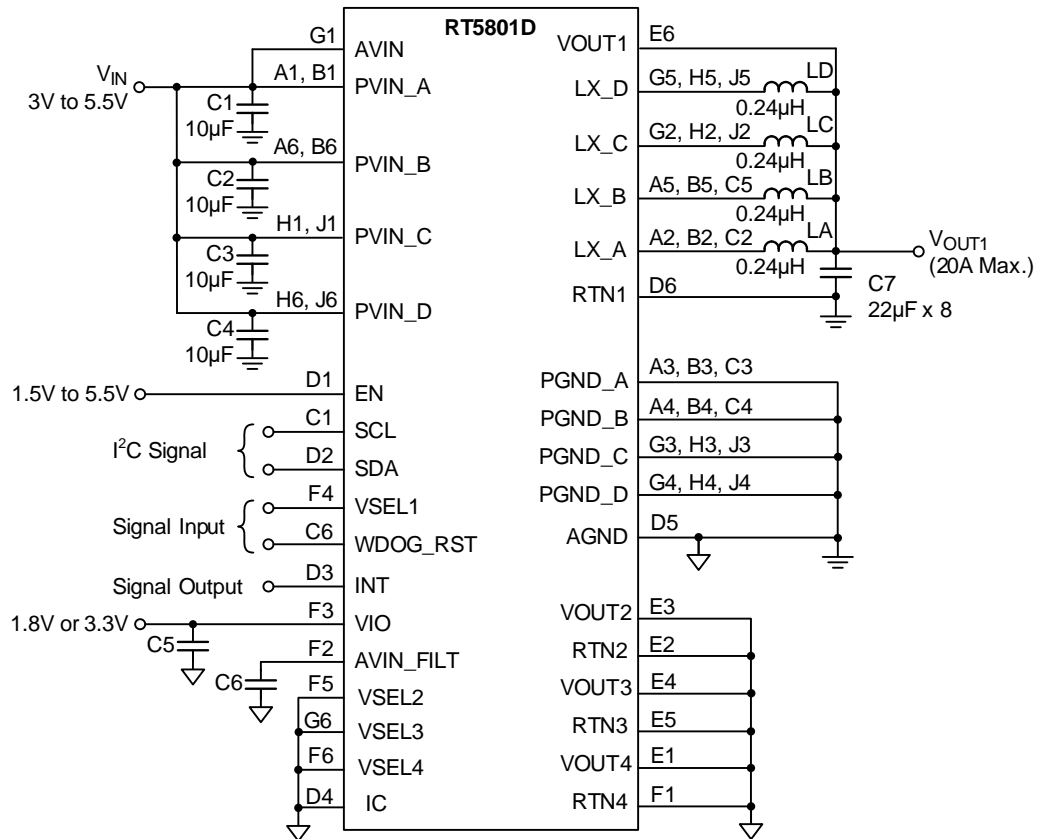 RT5801D
G1 AVIN
VIN
3V to 5.5V
A1, B1 PVIN_A
C1
10µF
A6, B6 PVIN_B
C2
10µF
H1, J1 PVIN_C
C3
10µF
H6, J6 PVIN_D
C4
10µF
1.5V to 5.5V D1 EN
I²C Signal
C1 SCL
D2 SDA
Signal Input
F4 VSEL1
C6 WDOG_RST
Signal Output D3 INT
1.8V or 3.3V F3 VIO
C5
F2 AVIN_FILT
C6
F5 VSEL2
G6 VSEL3
F6 VSEL4
D4 IC
VOUT1 E6
LX_D G5, H5, J5 LD
0.24µH
LX_C G2, H2, J2 LC
0.24µH
LX_B A5, B5, C5 LB
0.24µH
LX_A A2, B2, C2 LA
0.24µH
VOUT1
(20A Max.)
RTN1 D6
C7
22µF x 8
PGND_A A3, B3, C3
PGND_B A4, B4, C4
PGND_C G3, H3, J3
PGND_D G4, H4, J4
AGND D5
VOUT2 E3
RTN2 E2
VOUT3 E4
RTN3 E5
VOUT4 E1
RTN4 F1